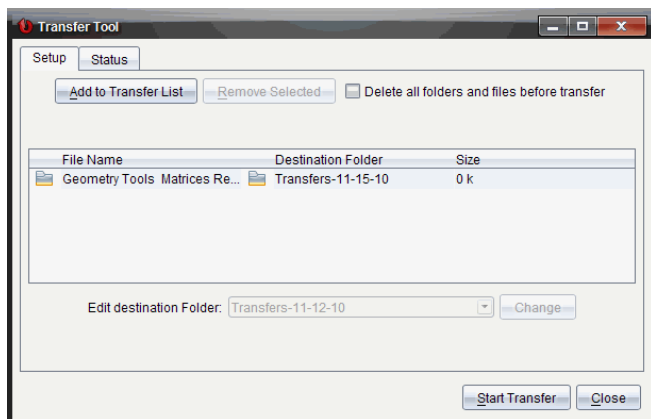 Transfer Tool
Setup Status
Add to Transfer List Remove Selected Delete all folders and files before transfer
File Name Destination Folder Size
Geometry Tools Matrices Re... Transfers-11-15-10 0 k
Edit destination Folder: Transfers-11-12-10 Change
Start Transfer Close